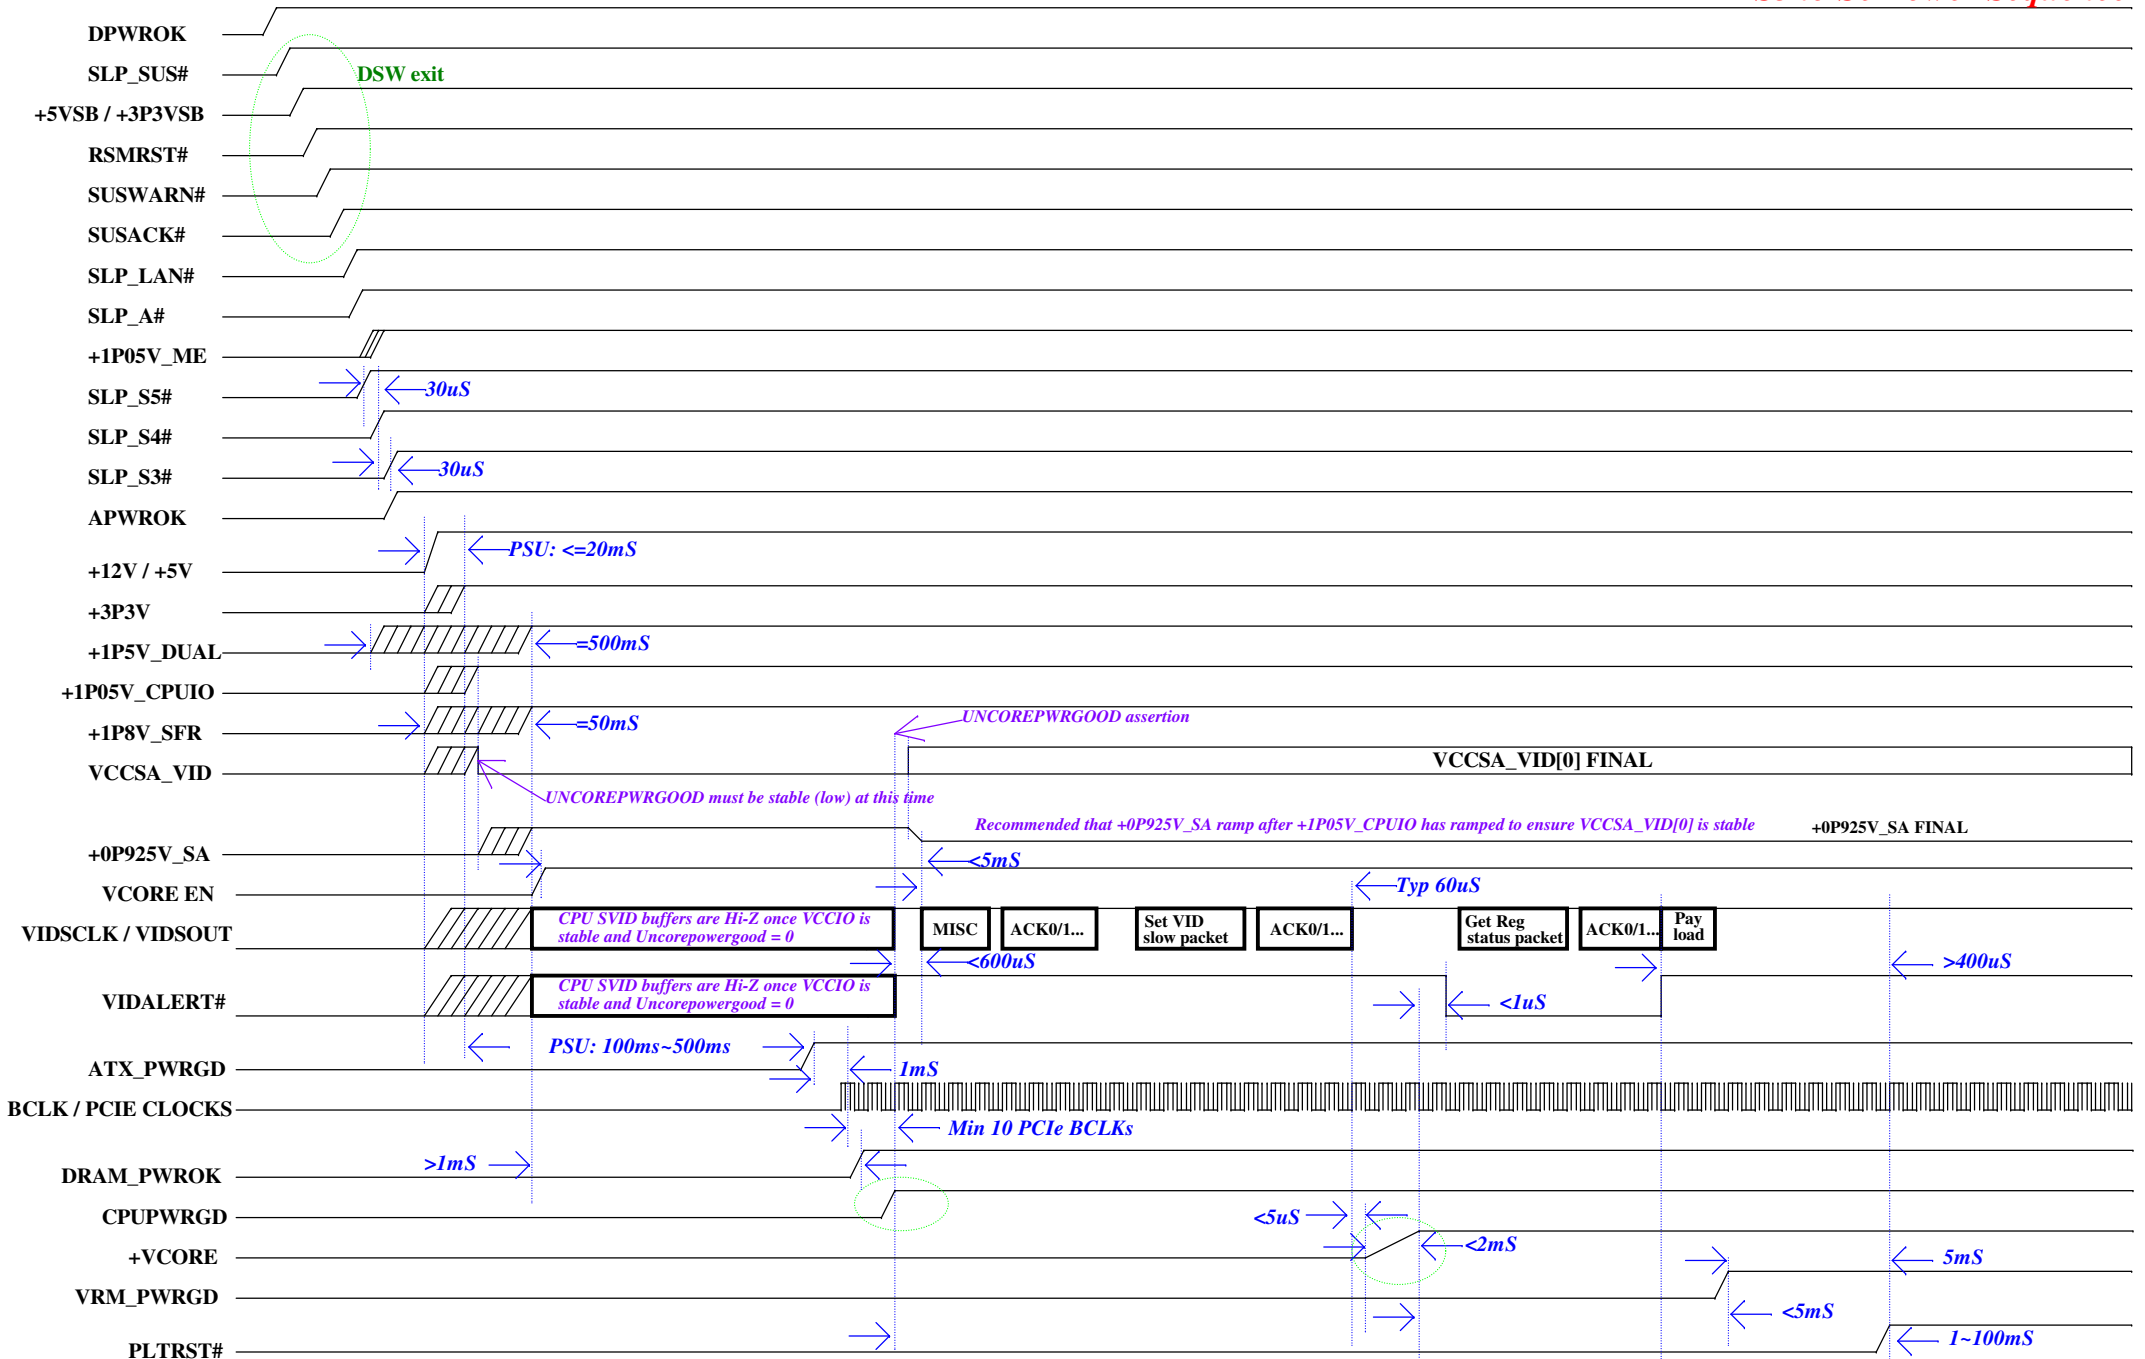 DPWROK
SLP_SUS#
DSW exit
+5VSB / +3P3VSB
RSMRST#
SUSWARN#
SUSACK#
SLP_LAN#
SLP_A#
+1P05V_ME
SLP_S5#
30uS
SLP_S4#
SLP_S3#
30uS
APWROK
+12V / +5V
PSU: <=20mS
+3P3V
+1P5V_DUAL
=500mS
+1P05V_CPUIO
+1P8V_SFR
=50mS
UNCOREPWRGOOD assertion
VCCSA_VID
VCCSA_VID[0] FINAL
UNCOREPWRGOOD must be stable (low) at this time
Recommended that +0P925V_SA ramp after +1P05V_CPUIO has ramped to ensure VCCSA_VID[0] is stable
+0P925V_SA FINAL
+0P925V_SA
<5mS
VCORE EN
Typ 60uS
VIDSCLK / VIDSOUT
CPU SVID buffers are Hi-Z once VCCIO is
stable and Uncorepowergood = 0
MISC
ACK0/1...
Set VID
slow packet
ACK0/1...
Get Reg
status packet
ACK0/1...
Pay
load
<600uS
>400uS
VIDALERT#
CPU SVID buffers are Hi-Z once VCCIO is
stable and Uncorepowergood = 0
<1uS
PSU: 100ms~500ms
ATX_PWRGD
1mS
BCLK / PCIE CLOCKS
Min 10 PCIe BCLKs
>1mS
DRAM_PWROK
CPUPWRGD
<5uS
+VCORE
<2mS
5mS
VRM_PWRGD
<5mS
PLTRST#
1~100mS